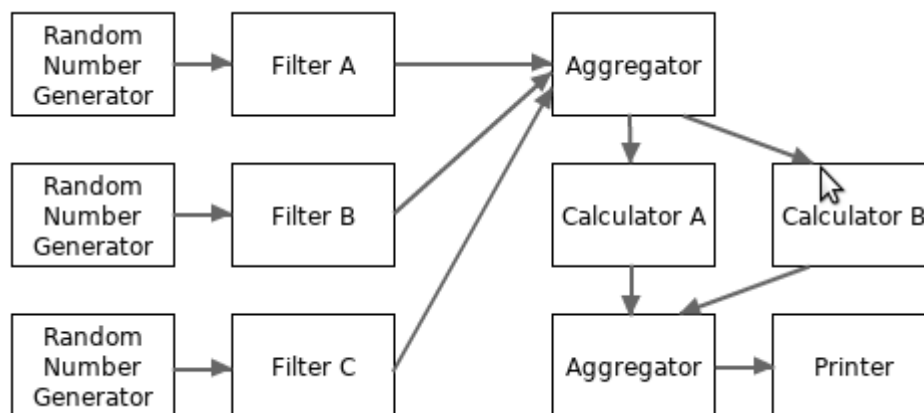 Random
Number
Generator
Filter A
Aggregator
Random
Number
Generator
Filter B
Calculator A
Calculator B
Random
Number
Generator
Filter C
Aggregator
Printer